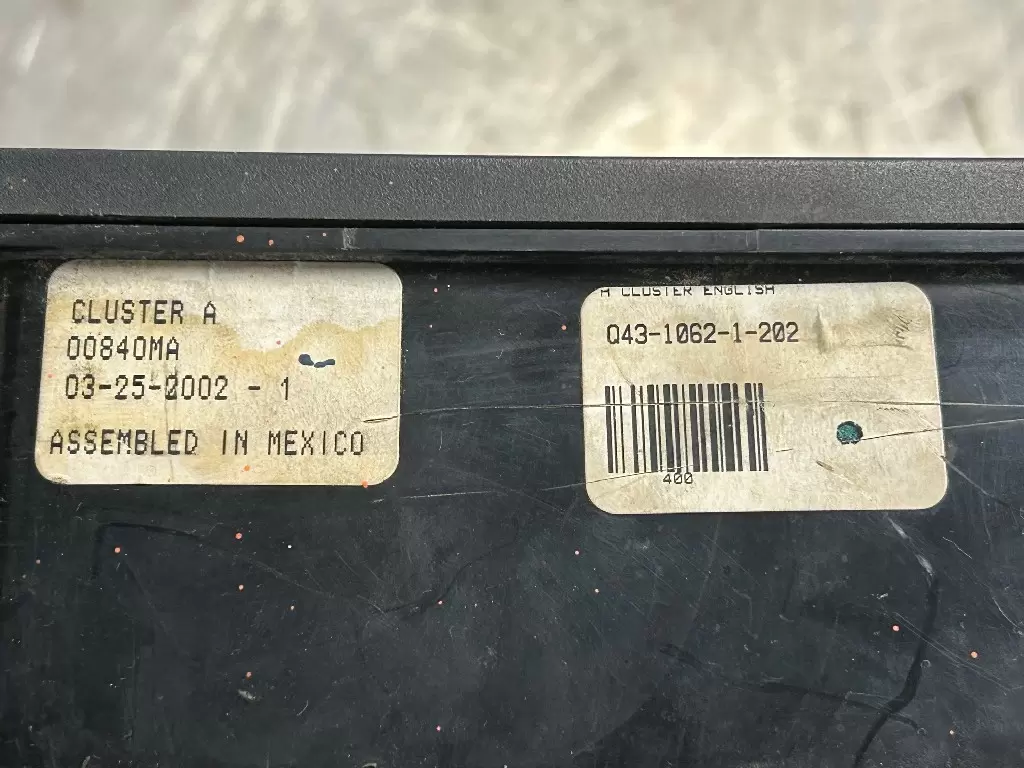 CLUSTER A
00840MA
03-25-2002 - 1
ASSEMBLED IN MEXICO
A CLUSTER ENGLISH
Q43-1062-1-202
400